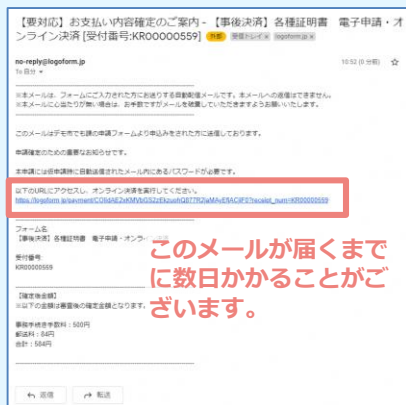 【要対応】お支払い内容確定のご案内 - 【事後決済】各種証明書　電子申請・オ
ンライン決済 [受付番号:KR00000559] 外部 受信トレイ× logoform×
no-reply@logoform.jp 10:52 (0 分前)
To 自分
※本メールは、フォームにご入力された方にお送りする自動配信メールです。本メールへの返信はできません。
※本メールに心当たりが無い場合は、お手数ですがメールを破棄していただきますようお願いいたします。
このメールはデモ市でも課の申請フォームより申込みをされた方に送信しております。
申請確定のための重要なお知らせです。
本申請には仮申請時に自動送信されたメール内にあるパスワードが必要です。
以下のURLにアクセスし、オンライン決済を実行してください。
フォーム名:
【事後決済】各種証明書　電子申請・オンライン
受付番号:
KR00000559
このメールが届くまで
に数日かかることがご
ざいます。
【確定後金額】
※以下の金額は審査後の確定金額となります。
事務手続き手数料：500円
郵送料：84円
合計：584円
返信 転送